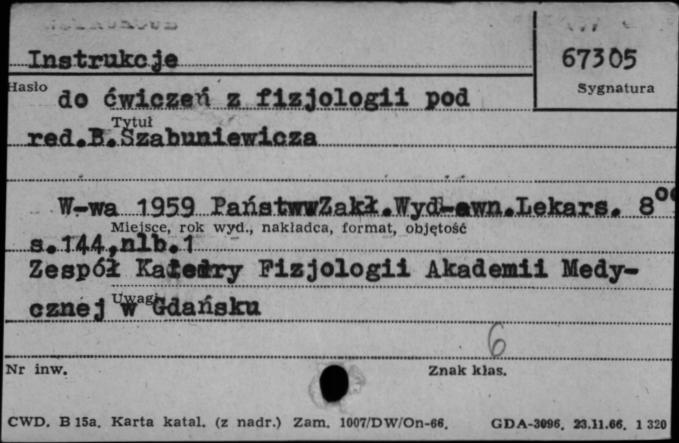 Instrukcje
67305
Hasło
Sygnatura
do ćwiczeń z fizjologii pod
Tytuł
red.B.Szabuniewicza
W-wa 1959 PaństwwZakł.Wyd-awn.Lekars. 8°
Miejsce, rok wyd., nakładca, format, objętość
s.144,nlb.1
Zespół Katedry Fizjologii Akademii Medy-
Uwagi
cznej w Gdańsku
6
Nr inw.
Znak klas.
CWD. B 15a. Karta katal. (z nadr.) Zam. 1007/DW/On-66. GDA-3096. 23.11.66. 1 320